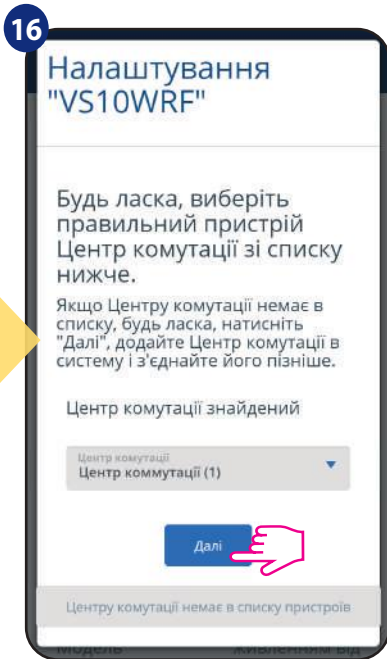 16
Налаштування
"VS10WRF"
Будь ласка, виберіть
правильний пристрій
Центр комутації зі списку
нижче.
Якщо Центру комутації немає в
списку, будь ласка, натисніть
"Далі", додайте Центр комутації в
систему і з'єднайте його пізніше.
Центр комутації знайдений
Центр комутації
Центр коммутації (1)
Далі
Центру комутації немає в списку пристроїв
Модель живленням від